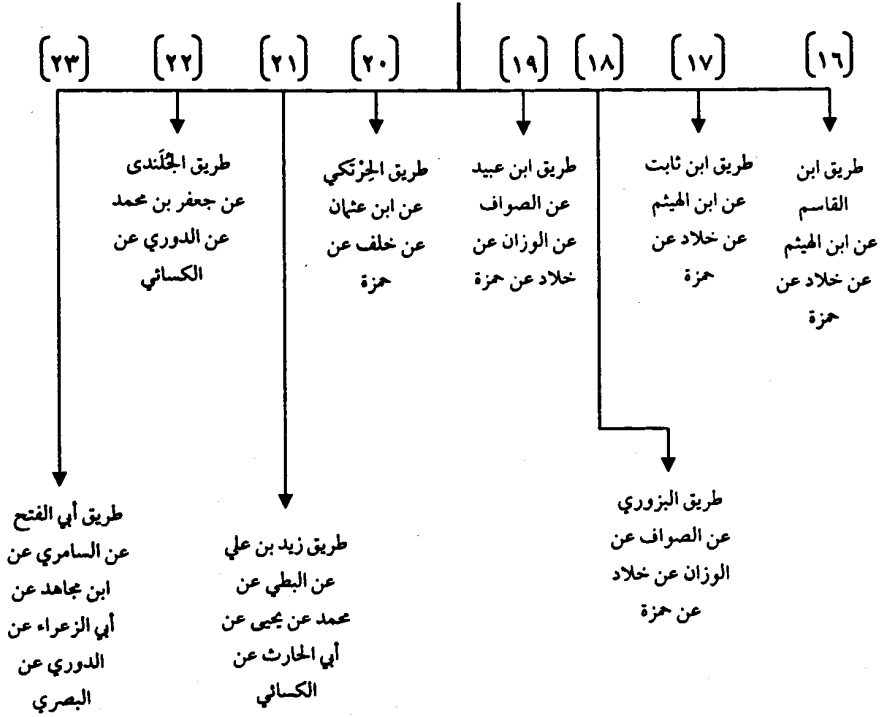 [١٦]
طريق ابن
القاسم
عن ابن الهيثم
عن خلاد عن
حمزة
[١٧]
طريق ابن ثابت
عن ابن الهيثم
عن خلاد عن
حمزة
[١٨]
طريق البزوري
عن الصواف عن
الوزان عن خلاد
عن حمزة
[١٩]
طريق ابن عبيد
عن الصواف
عن الوزان عن
خلاد عن حمزة
[٢٠]
طريق الحِرْتَكي
عن ابن عثمان
عن خلف عن
حمزة
[٢١]
طريق زيد بن علي
عن البطي عن
محمد عن يحيى عن
أبي الحارث عن
الكسائي
[٢٢]
طريق الجُلَندى
عن جعفر بن محمد
عن الدوري عن
الكسائي
[٢٣]
طريق أبي الفتح
عن السامري عن
ابن مجاهد عن
أبي الزعراء عن
الدوري عن
البصري